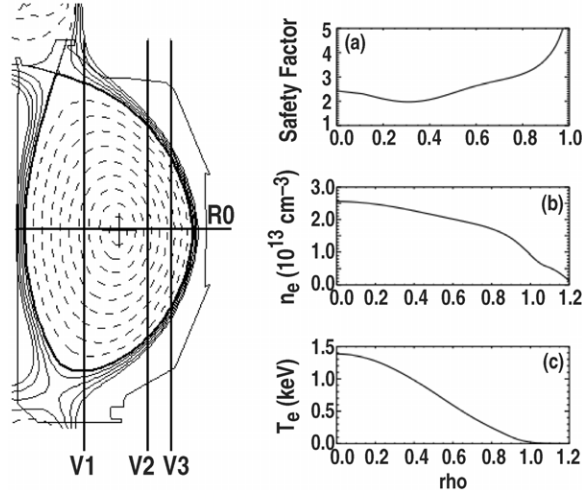 R0
V1 V2 V3
(a)
Safety Factor
5
4
3
2
1
0.0 0.2 0.4 0.6 0.8 1.0
(b)
nₑ (10¹³ cm⁻³)
3.0
2.0
1.0
0.0
0.0 0.2 0.4 0.6 0.8 1.0 1.2
(c)
Tₑ (keV)
1.5
1.0
0.5
0.0
0.0 0.2 0.4 0.6 0.8 1.0 1.2
rho